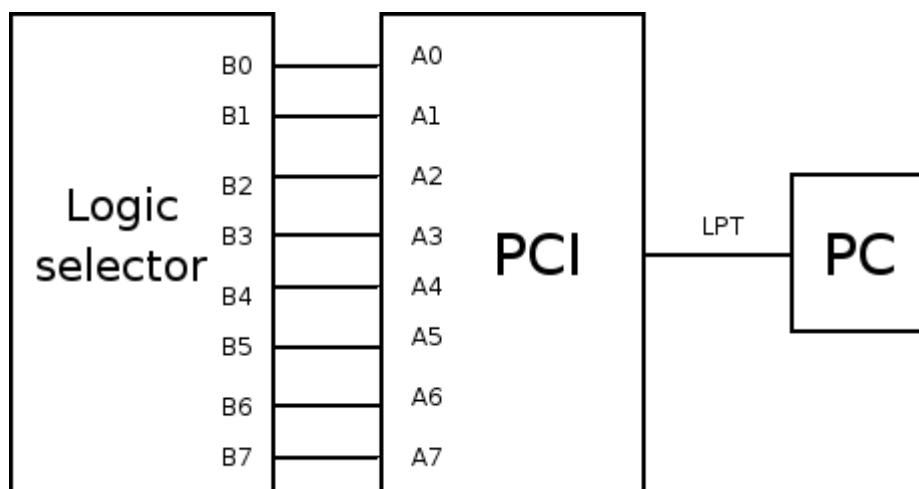 B0
B1
B2
B3
B4
B5
B6
B7
Logic
selector
A0
A1
A2
A3
A4
A5
A6
A7
PCI
LPT
PC